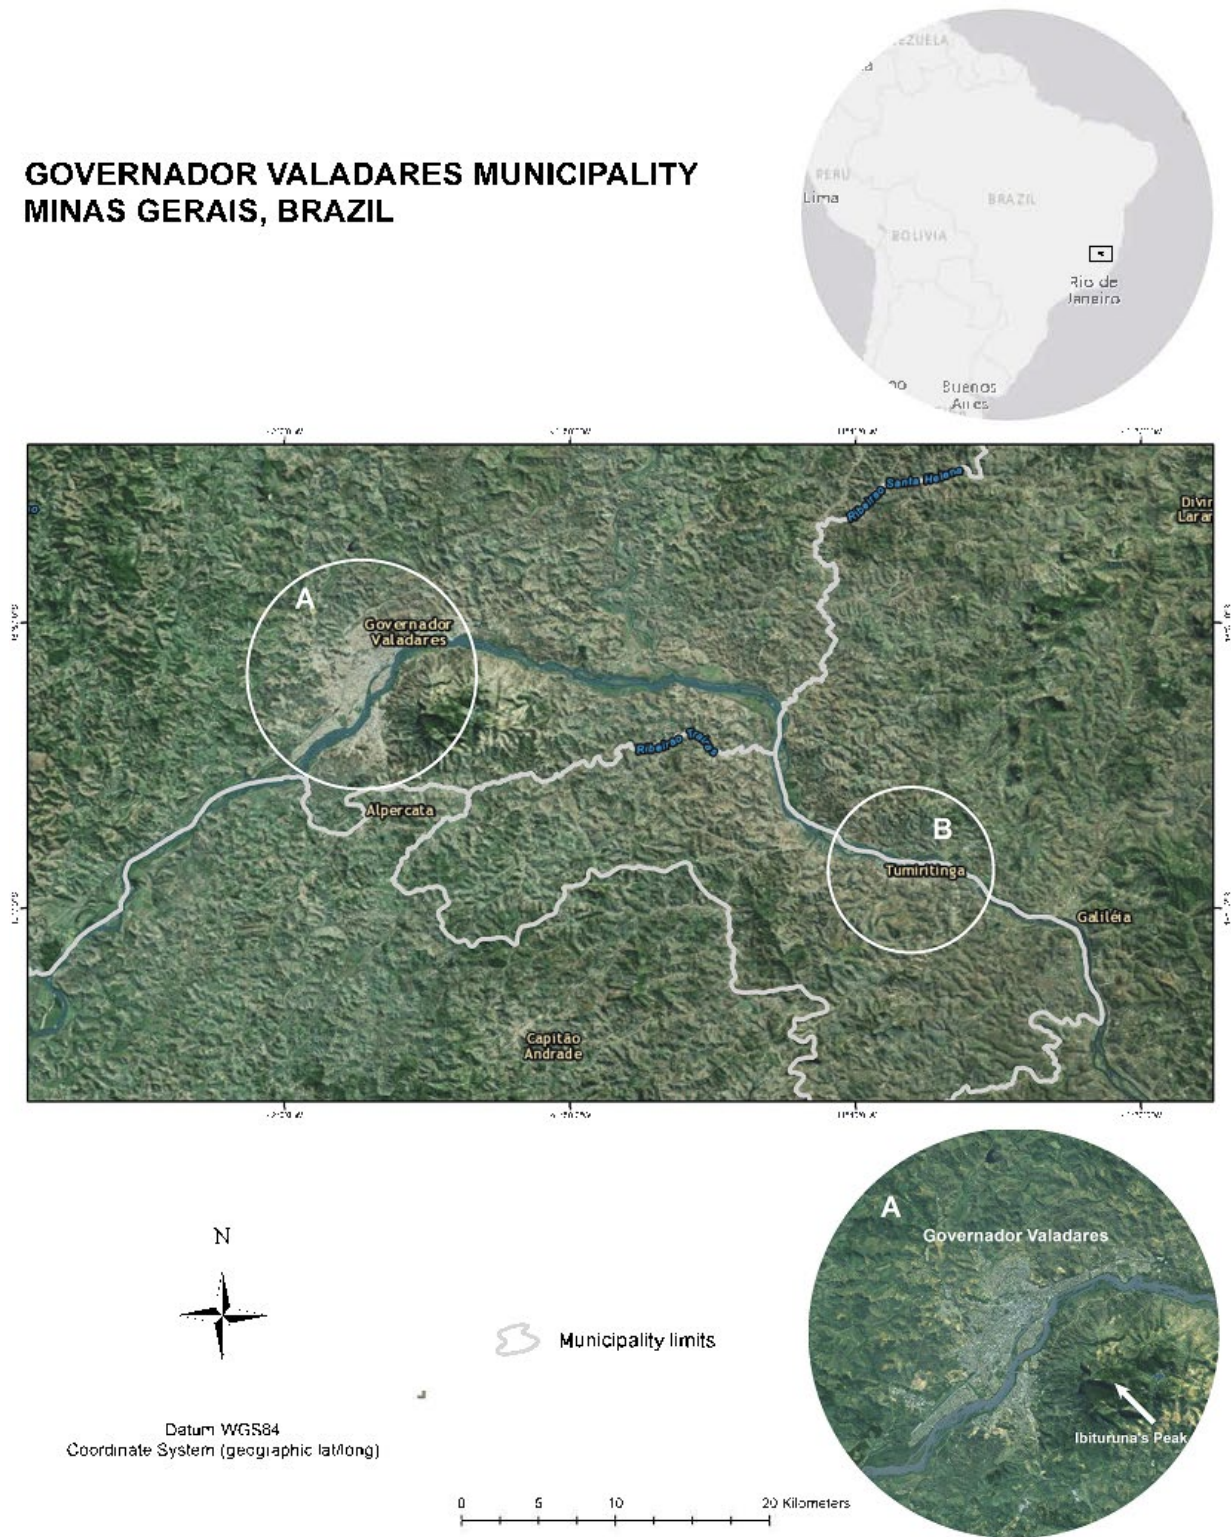 GOVERNADOR VALADARES MUNICIPALITY
MINAS GERAIS, BRAZIL
PERU
Lima
BRAZIL
BOLIVIA
Rio de
Janeiro
Buenos
Aires
Ribeirão Santa Helena
A
Governador
Valadares
Ribeirão Traíras
Alpercata
B
Tumiritinga
Galiléia
Capitão
Andrade
A
Governador Valadares
Ibituruna's Peak
N
Municipality limits
Datum WGS84
Coordinate System (geographic lat/long)
0 5 10 20 Kilometers